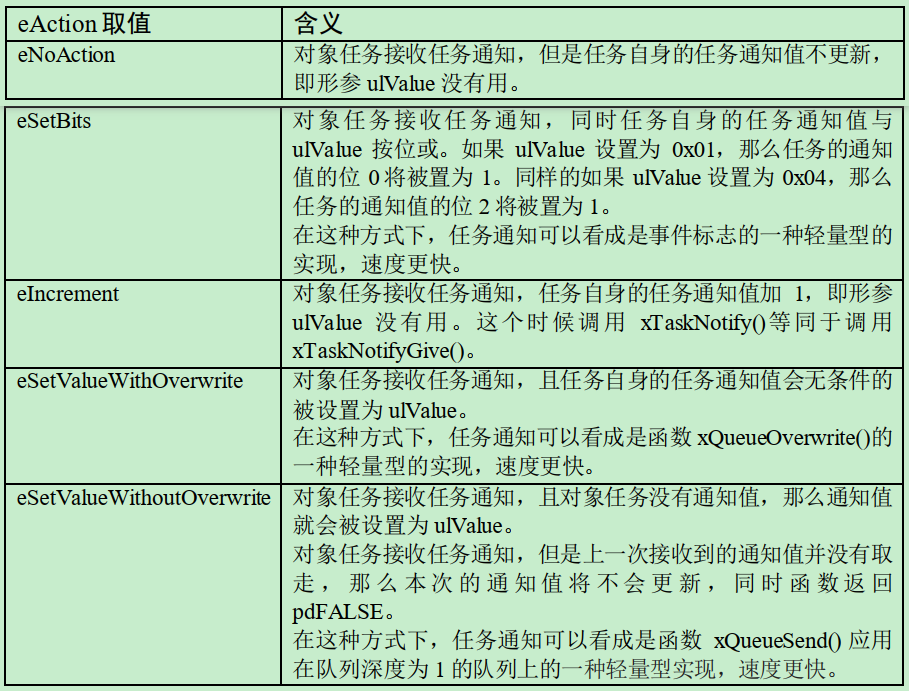 eAction 取值 含义
eNoAction 对象任务接收任务通知，但是任务自身的任务通知值不更新，
即形参 ulValue 没有用。
eSetBits 对象任务接收任务通知，同时任务自身的任务通知值与
ulValue 按位或。如果 ulValue 设置为 0x01，那么任务的通知
值的位 0 将被置为 1。同样的如果 ulValue 设置为 0x04，那么
任务的通知值的位 2 将被置为 1。
在这种方式下，任务通知可以看成是事件标志的一种轻量型的
实现，速度更快。
eIncrement 对象任务接收任务通知，任务自身的任务通知值加 1，即形参
ulValue 没有用。这个时候调用 xTaskNotify()等同于调用
xTaskNotifyGive()。
eSetValueWithOverwrite 对象任务接收任务通知，且任务自身的任务通知值会无条件的
被设置为 ulValue。
在这种方式下，任务通知可以看成是函数 xQueueOverwrite()的
一种轻量型的实现，速度更快。
eSetValueWithoutOverwrite 对象任务接收任务通知，且对象任务没有通知值，那么通知值
就会被设置为 ulValue。
对象任务接收任务通知，但是上一次接收到的通知值并没有取
走，那么本次的通知值将不会更新，同时函数返回
pdFALSE。
在这种方式下，任务通知可以看成是函数 xQueueSend() 应用
在队列深度为 1 的队列上的一种轻量型实现，速度更快。